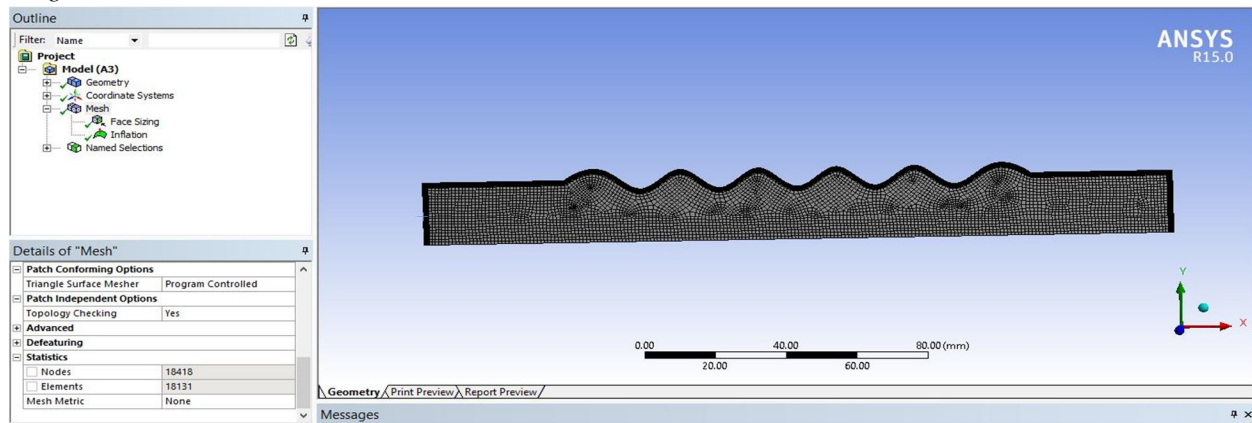 Outline
Filter: Name
Project
Model (A3)
Geometry
Coordinate Systems
Mesh
Face Sizing
Inflation
Named Selections
Details of "Mesh"
Patch Conforming Options
Triangle Surface Mesher Program Controlled
Patch Independent Options
Topology Checking Yes
Advanced
Defeaturing
Statistics
Nodes 18418
Elements 18131
Mesh Metric None
ANSYS
R15.0
Y
X
0.00 40.00 80.00 (mm)
20.00 60.00
Geometry Print Preview Report Preview
Messages